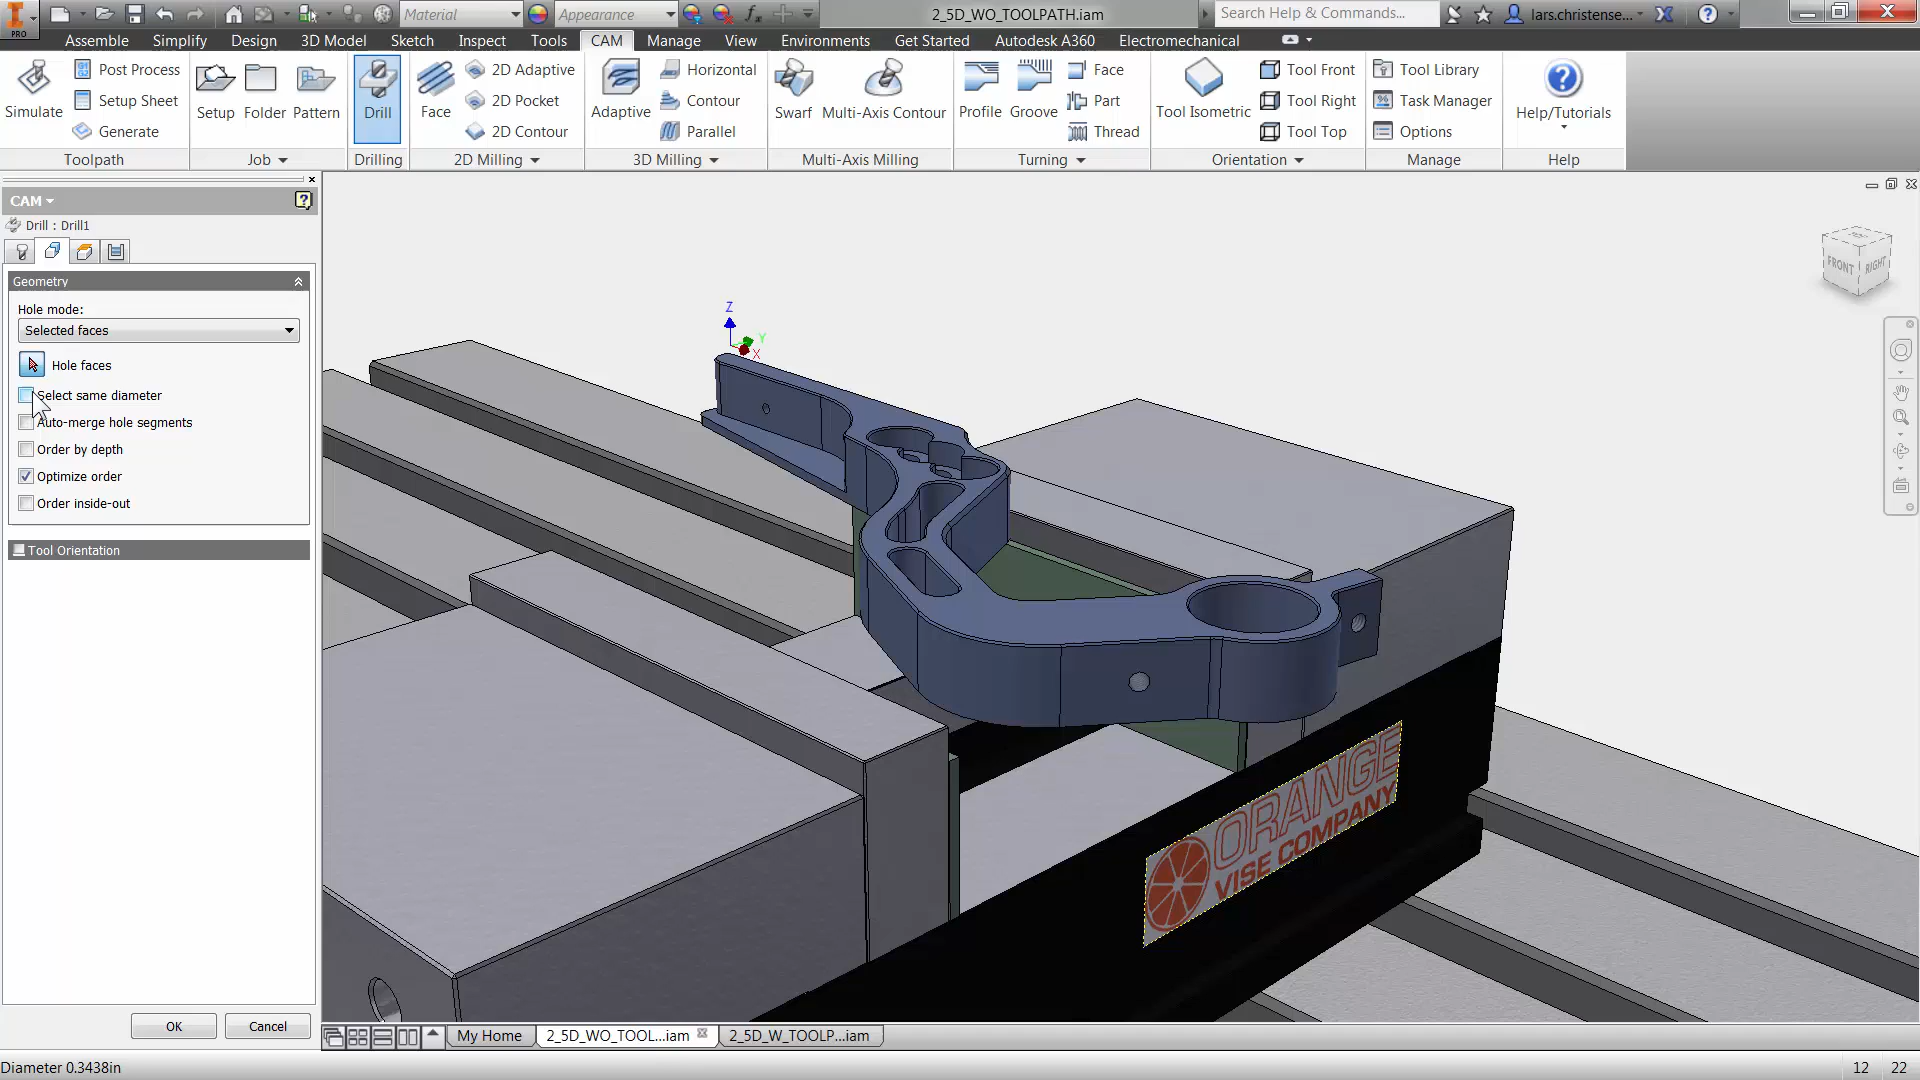 PRO
Material
Appearance
2_5D_WO_TOOLPATH.iam
Search Help & Commands...
lars.christense...
Assemble Simplify Design 3D Model Sketch Inspect Tools CAM Manage View Environments Get Started Autodesk A360 Electromechanical
Simulate
Post Process
Setup Sheet
Generate
Toolpath
Setup
Folder
Pattern
Job
Drill
Drilling
Face
2D Adaptive
2D Pocket
2D Contour
2D Milling
Adaptive
Horizontal
Contour
Parallel
3D Milling
Swarf
Multi-Axis Contour
Multi-Axis Milling
Profile
Groove
Face
Part
Thread
Turning
Tool Isometric
Tool Front
Tool Right
Tool Top
Orientation
Tool Library
Task Manager
Options
Manage
Help/Tutorials
Help
CAM
Drill : Drill1
Geometry
Hole mode:
Selected faces
Hole faces
Select same diameter
Auto-merge hole segments
Order by depth
Optimize order
Order inside-out
Tool Orientation
OK
Cancel
Z
Y
X
FRONT
RIGHT
ORANGE
VISE COMPANY
My Home
2_5D_WO_TOOL...iam
2_5D_W_TOOLP...iam
Diameter 0.3438in
12
22